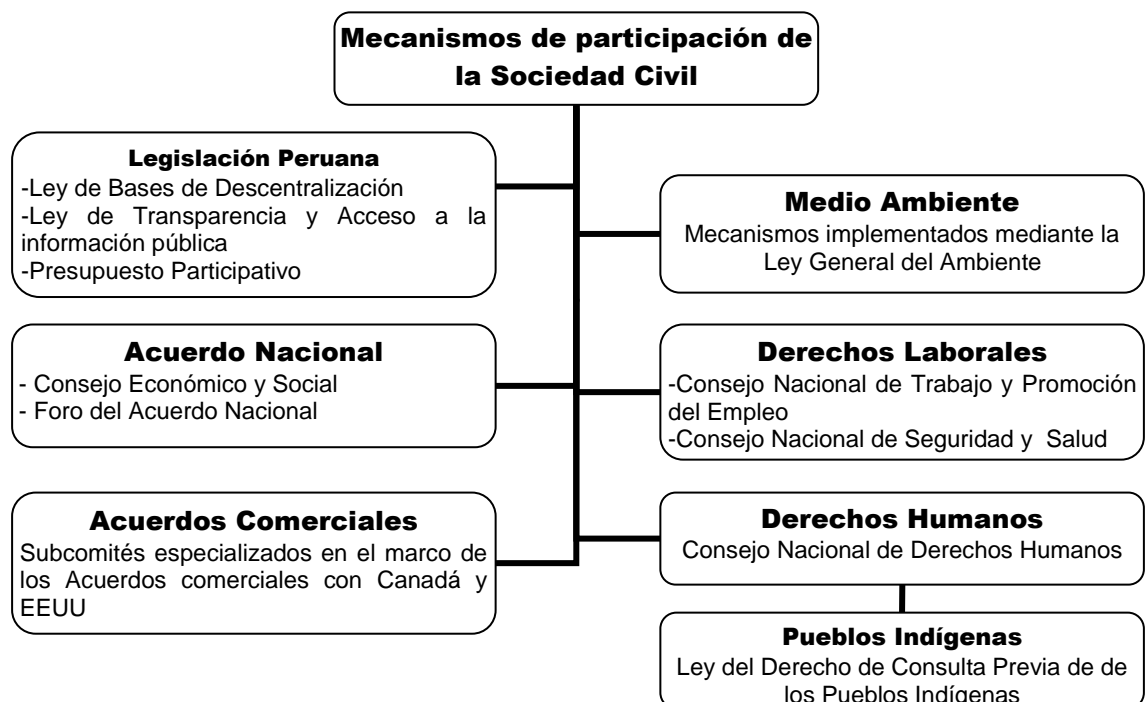 Mecanismos de participación de
la Sociedad Civil
Legislación Peruana
-Ley de Bases de Descentralización
-Ley de Transparencia y Acceso a la
información pública
-Presupuesto Participativo
Medio Ambiente
Mecanismos implementados mediante la
Ley General del Ambiente
Acuerdo Nacional
- Consejo Económico y Social
- Foro del Acuerdo Nacional
Derechos Laborales
-Consejo Nacional de Trabajo y Promoción
del Empleo
-Consejo Nacional de Seguridad y Salud
Acuerdos Comerciales
Subcomités especializados en el marco de
los Acuerdos comerciales con Canadá y
EEUU
Derechos Humanos
Consejo Nacional de Derechos Humanos
Pueblos Indígenas
Ley del Derecho de Consulta Previa de de
los Pueblos Indígenas